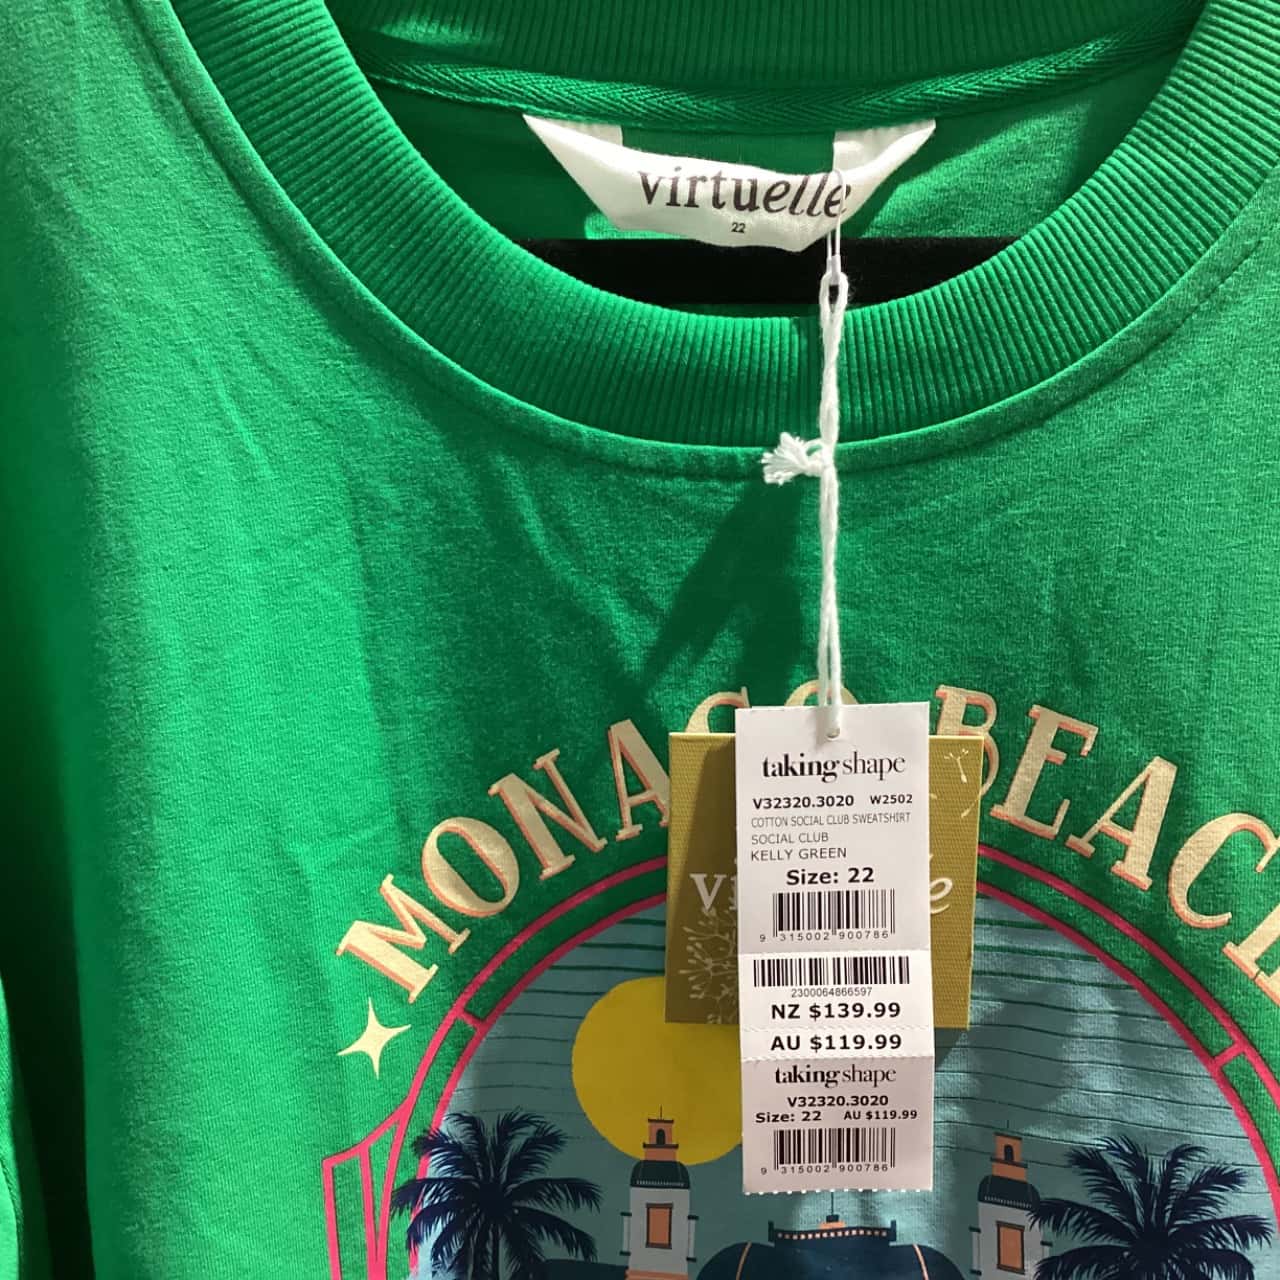 virtuelle
22
MONACO BEAC
taking shape
V32320.3020 W2502
COTTON SOCIAL CLUB SWEATSHIRT
SOCIAL CLUB
KELLY GREEN
Size: 22
9 315002 900786
2300064866597
NZ $139.99
AU $119.99
taking shape
V32320.3020
Size: 22 AU $119.99
9 315002 900786